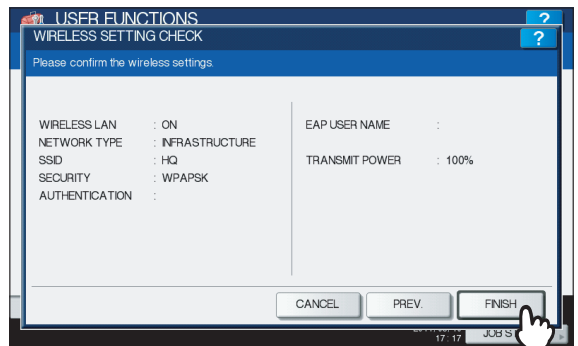 USER FUNCTIONS
?
WIRELESS SETTING CHECK
?
Please confirm the wireless settings.
WIRELESS LAN : ON
NETWORK TYPE : INFRASTRUCTURE
SSID : HQ
SECURITY : WPAPSK
AUTHENTICATION :
EAP USER NAME :
TRANSMIT POWER : 100%
CANCEL
PREV.
FINISH
17:17
JOB S